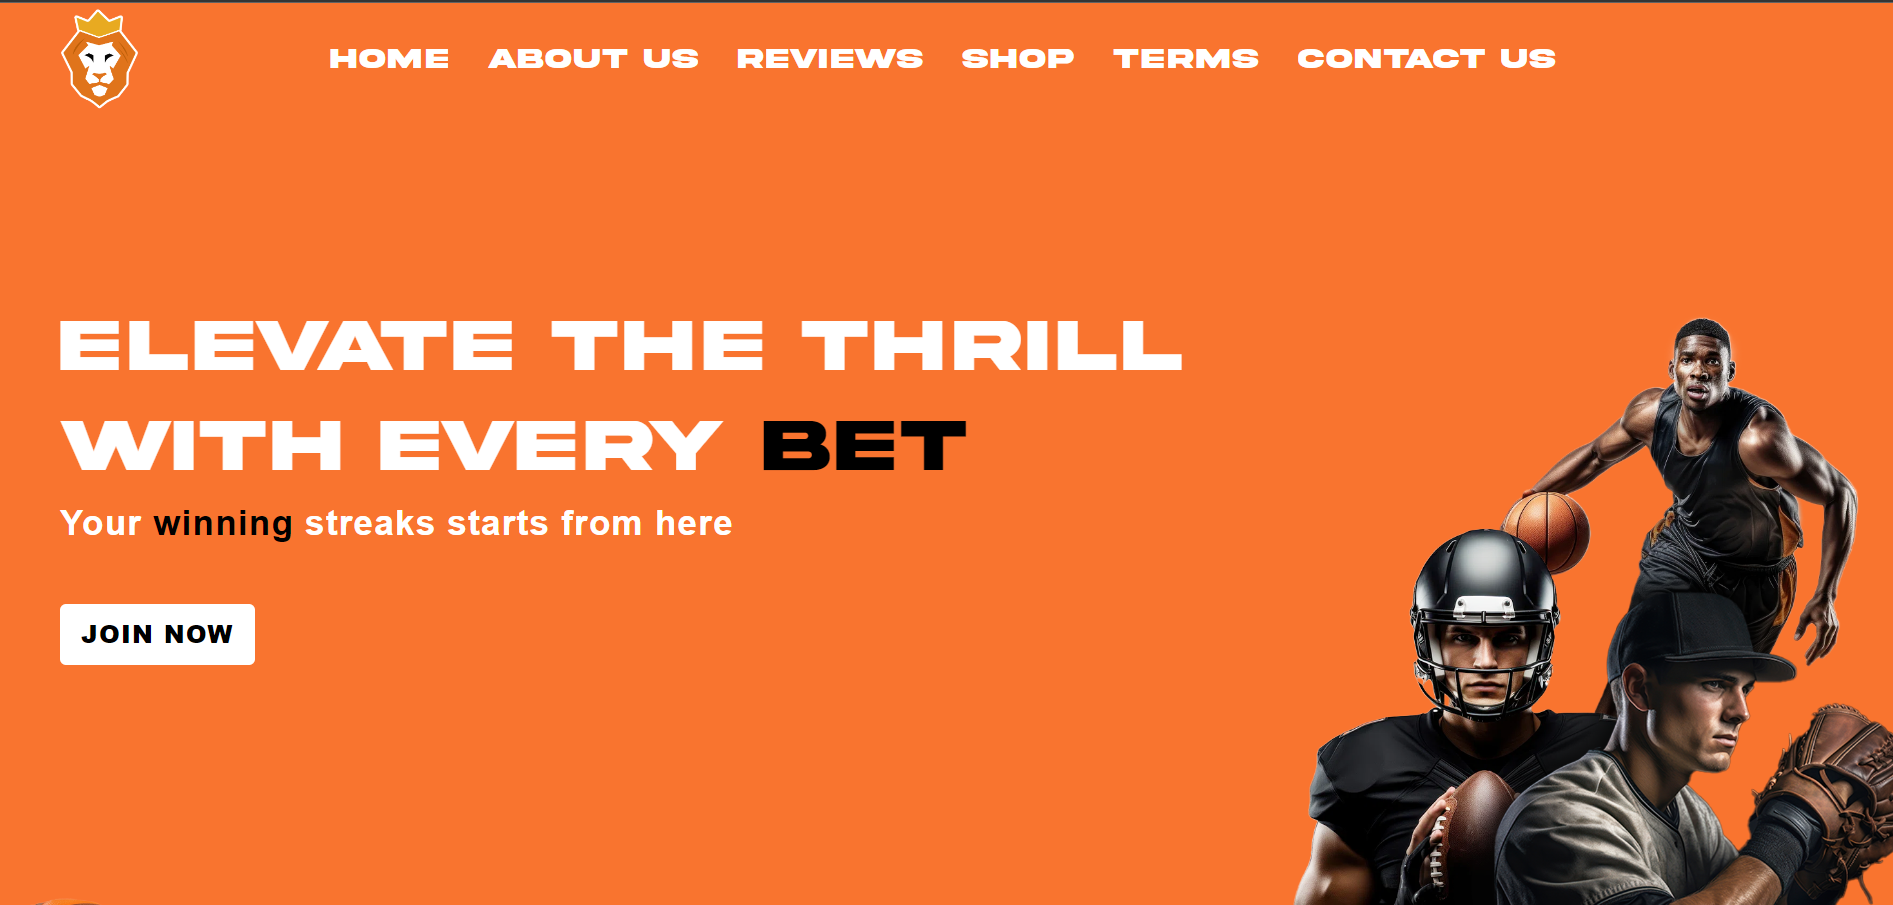 HOME ABOUT US REVIEWS SHOP TERMS CONTACT US
ELEVATE THE THRILL
WITH EVERY BET
Your winning streaks starts from here
JOIN NOW